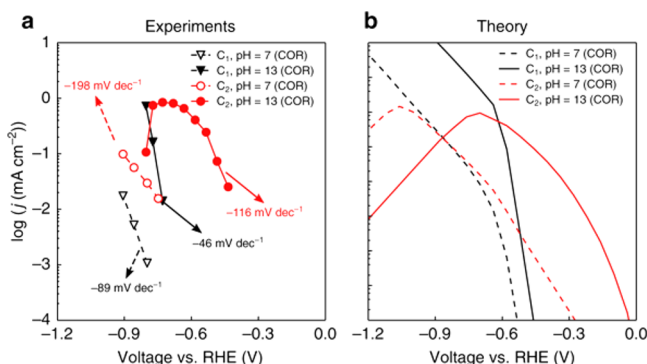 a
Experiments
C₁, pH = 7 (COR)
C₁, pH = 13 (COR)
C₂, pH = 7 (COR)
C₂, pH = 13 (COR)
−198 mV dec⁻¹
−116 mV dec⁻¹
−46 mV dec⁻¹
−89 mV dec⁻¹
log (j (mA cm⁻²))
1
0
−1
−2
−3
−4
−1.2
−0.9
−0.6
−0.3
0.0
Voltage vs. RHE (V)
b
Theory
C₁, pH = 7 (COR)
C₁, pH = 13 (COR)
C₂, pH = 7 (COR)
C₂, pH = 13 (COR)
−1.2
−0.9
−0.6
−0.3
0.0
Voltage vs. RHE (V)